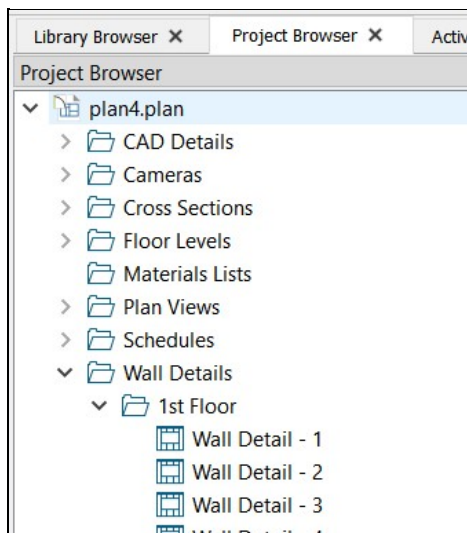 Library Browser Project Browser Activ
Project Browser
plan4.plan
CAD Details
Cameras
Cross Sections
Floor Levels
Materials Lists
Plan Views
Schedules
Wall Details
1st Floor
Wall Detail - 1
Wall Detail - 2
Wall Detail - 3